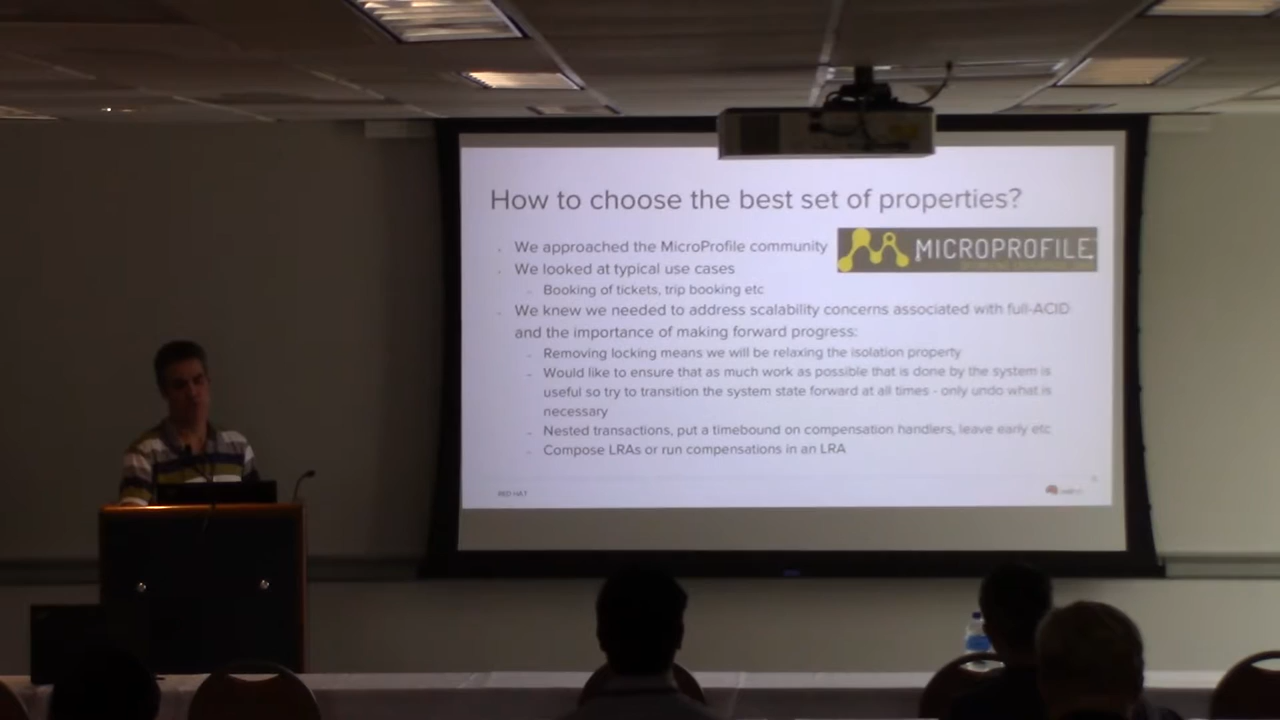 How to choose the best set of properties?
We approached the MicroProfile community
MICROPROFILE
We looked at typical use cases
– Booking of tickets, trip booking etc
We knew we needed to address scalability concerns associated with full-ACID
and the importance of making forward progress:
– Removing locking means we will be relaxing the isolation property
– Would like to ensure that as much work as possible that is done by the system is
useful so try to transition the system state forward at all times - only undo what is
necessary
– Nested transactions, put a timebound on compensation handlers, leave early etc
– Compose LRAs or run compensations in an LRA
RED HAT